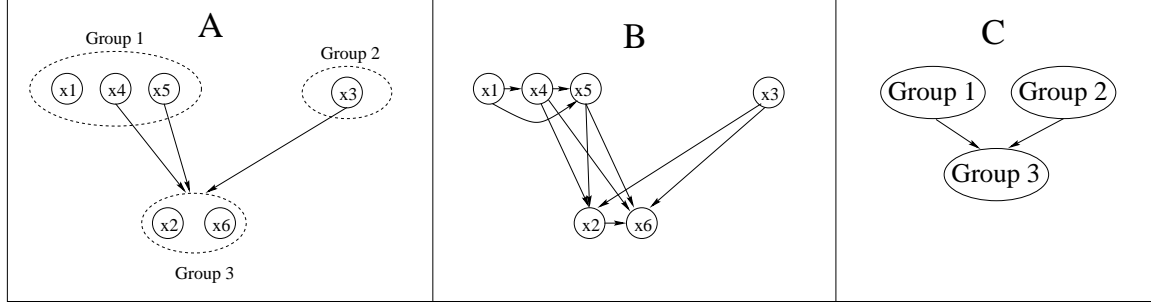 A
Group 1
Group 2
x1 x4 x5
x3
x2 x6
Group 3
B
x1 x4 x5
x3
x2 x6
C
Group 1 Group 2
Group 3